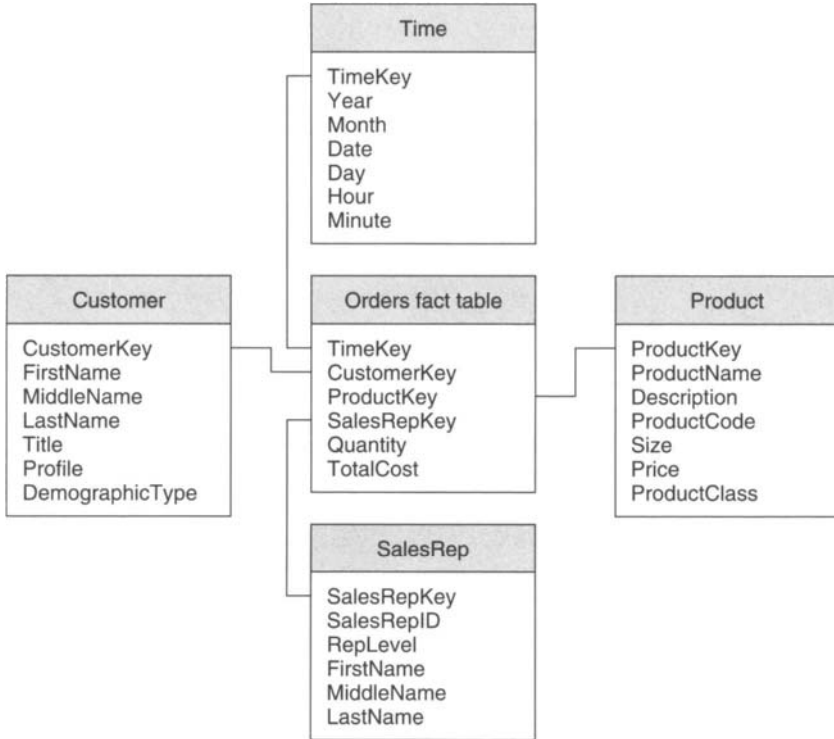 Time
TimeKey
Year
Month
Date
Day
Hour
Minute
Customer
CustomerKey
FirstName
MiddleName
LastName
Title
Profile
DemographicType
Orders fact table
TimeKey
CustomerKey
ProductKey
SalesRepKey
Quantity
TotalCost
Product
ProductKey
ProductName
Description
ProductCode
Size
Price
ProductClass
SalesRep
SalesRepKey
SalesRepID
RepLevel
FirstName
MiddleName
LastName